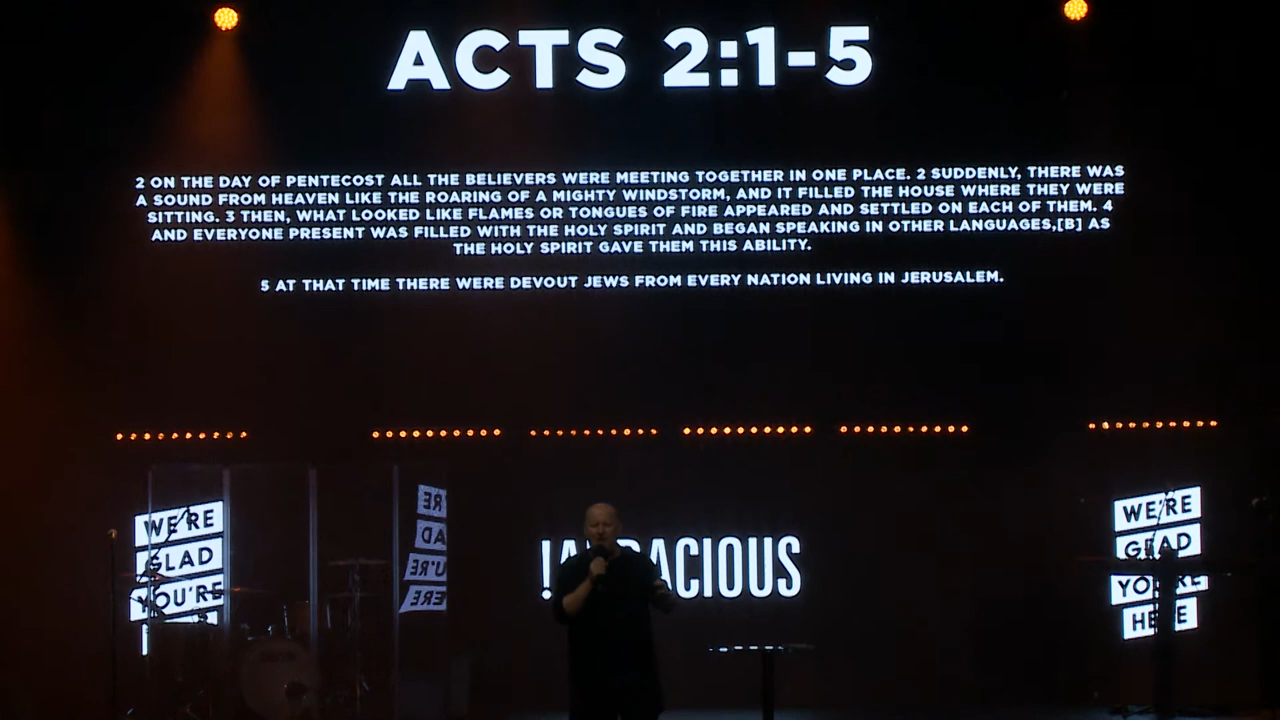 ACTS 2:1-5
2 ON THE DAY OF PENTECOST ALL THE BELIEVERS WERE MEETING TOGETHER IN ONE PLACE. 2 SUDDENLY, THERE WAS
A SOUND FROM HEAVEN LIKE THE ROARING OF A MIGHTY WINDSTORM, AND IT FILLED THE HOUSE WHERE THEY WERE
SITTING. 3 THEN, WHAT LOOKED LIKE FLAMES OR TONGUES OF FIRE APPEARED AND SETTLED ON EACH OF THEM. 4
AND EVERYONE PRESENT WAS FILLED WITH THE HOLY SPIRIT AND BEGAN SPEAKING IN OTHER LANGUAGES,[B] AS
THE HOLY SPIRIT GAVE THEM THIS ABILITY.
5 AT THAT TIME THERE WERE DEVOUT JEWS FROM EVERY NATION LIVING IN JERUSALEM.
WE'RE
GLAD
YOU'RE
!AUDACIOUS
WE'RE
GLAD
YOU'RE
HERE